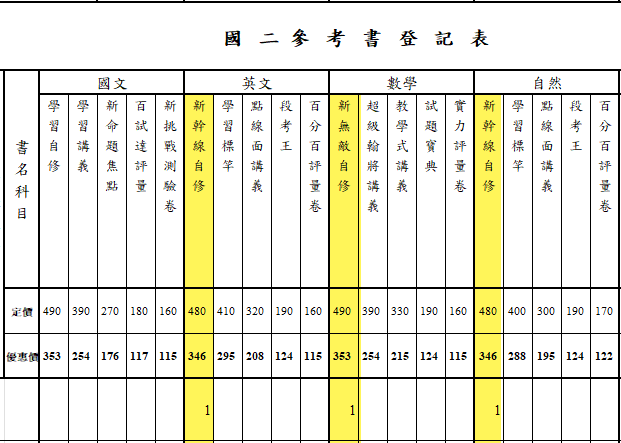 國二參考書登記表
書名科目 國文 英文 數學 自然
學習自修 學習講義 新命題焦點 百試達評量 新挑戰測驗卷 新幹線自修 學習標竿 點線面講義 段考王 百分百評量卷 新無敵自修 超級翰將講義 教學式講義 試題寶典 實力評量卷 新幹線自修 學習標竿 點線面講義 段考王 百分百評量卷
定價 490 390 270 180 160 480 410 320 190 160 490 390 330 190 160 480 400 300 190 170
優惠價 353 254 176 117 115 346 295 208 124 115 353 254 215 124 115 346 288 195 124 122
1 1 1